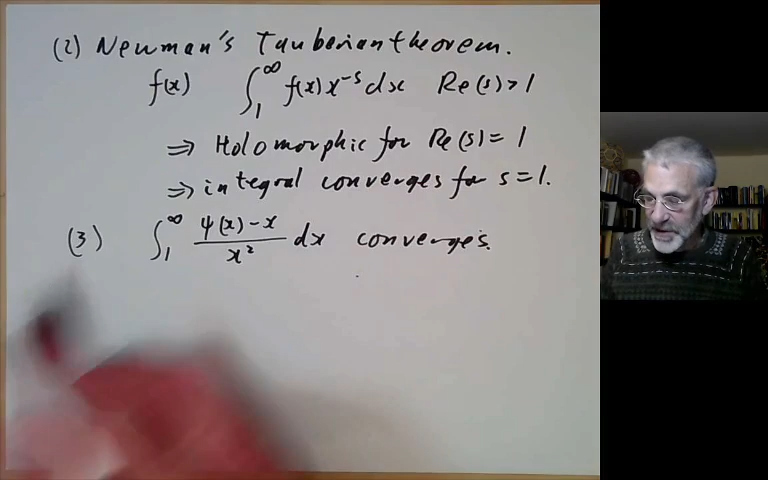 (2) Newman's Tauberian theorem.
f(x) ∫₁^∞ f(x) x^{-s} dx Re(s) > 1
⇒ Holomorphic for Re(s) = 1
⇒ integral converges for s = 1.
(3) ∫₁^∞ (ψ(x) - x)/x² dx converges.